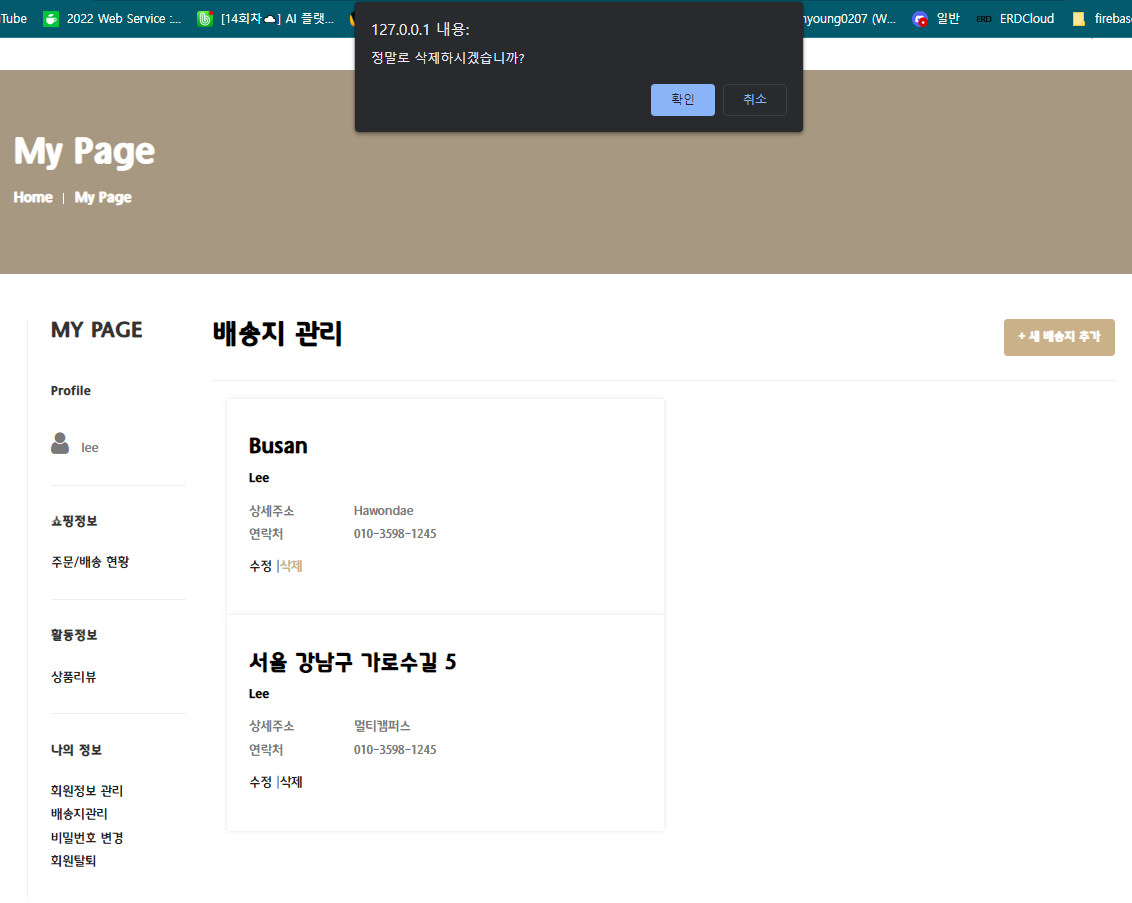 Tube 2022 Web Service :... [14회차☁] AI 플랫... young0207 (W... 일반 ERD ERDCloud firebas
127.0.0.1 내용:
정말로 삭제하시겠습니까?
확인 취소
My Page
Home | My Page
MY PAGE
Profile
lee
쇼핑정보
주문/배송 현황
활동정보
상품리뷰
나의 정보
회원정보 관리
배송지관리
비밀번호 변경
회원탈퇴
배송지 관리
+ 새 배송지 추가
Busan
Lee
상세주소 Hawondae
연락처 010-3598-1245
수정 |삭제
서울 강남구 가로수길 5
Lee
상세주소 멀티캠퍼스
연락처 010-3598-1245
수정 |삭제